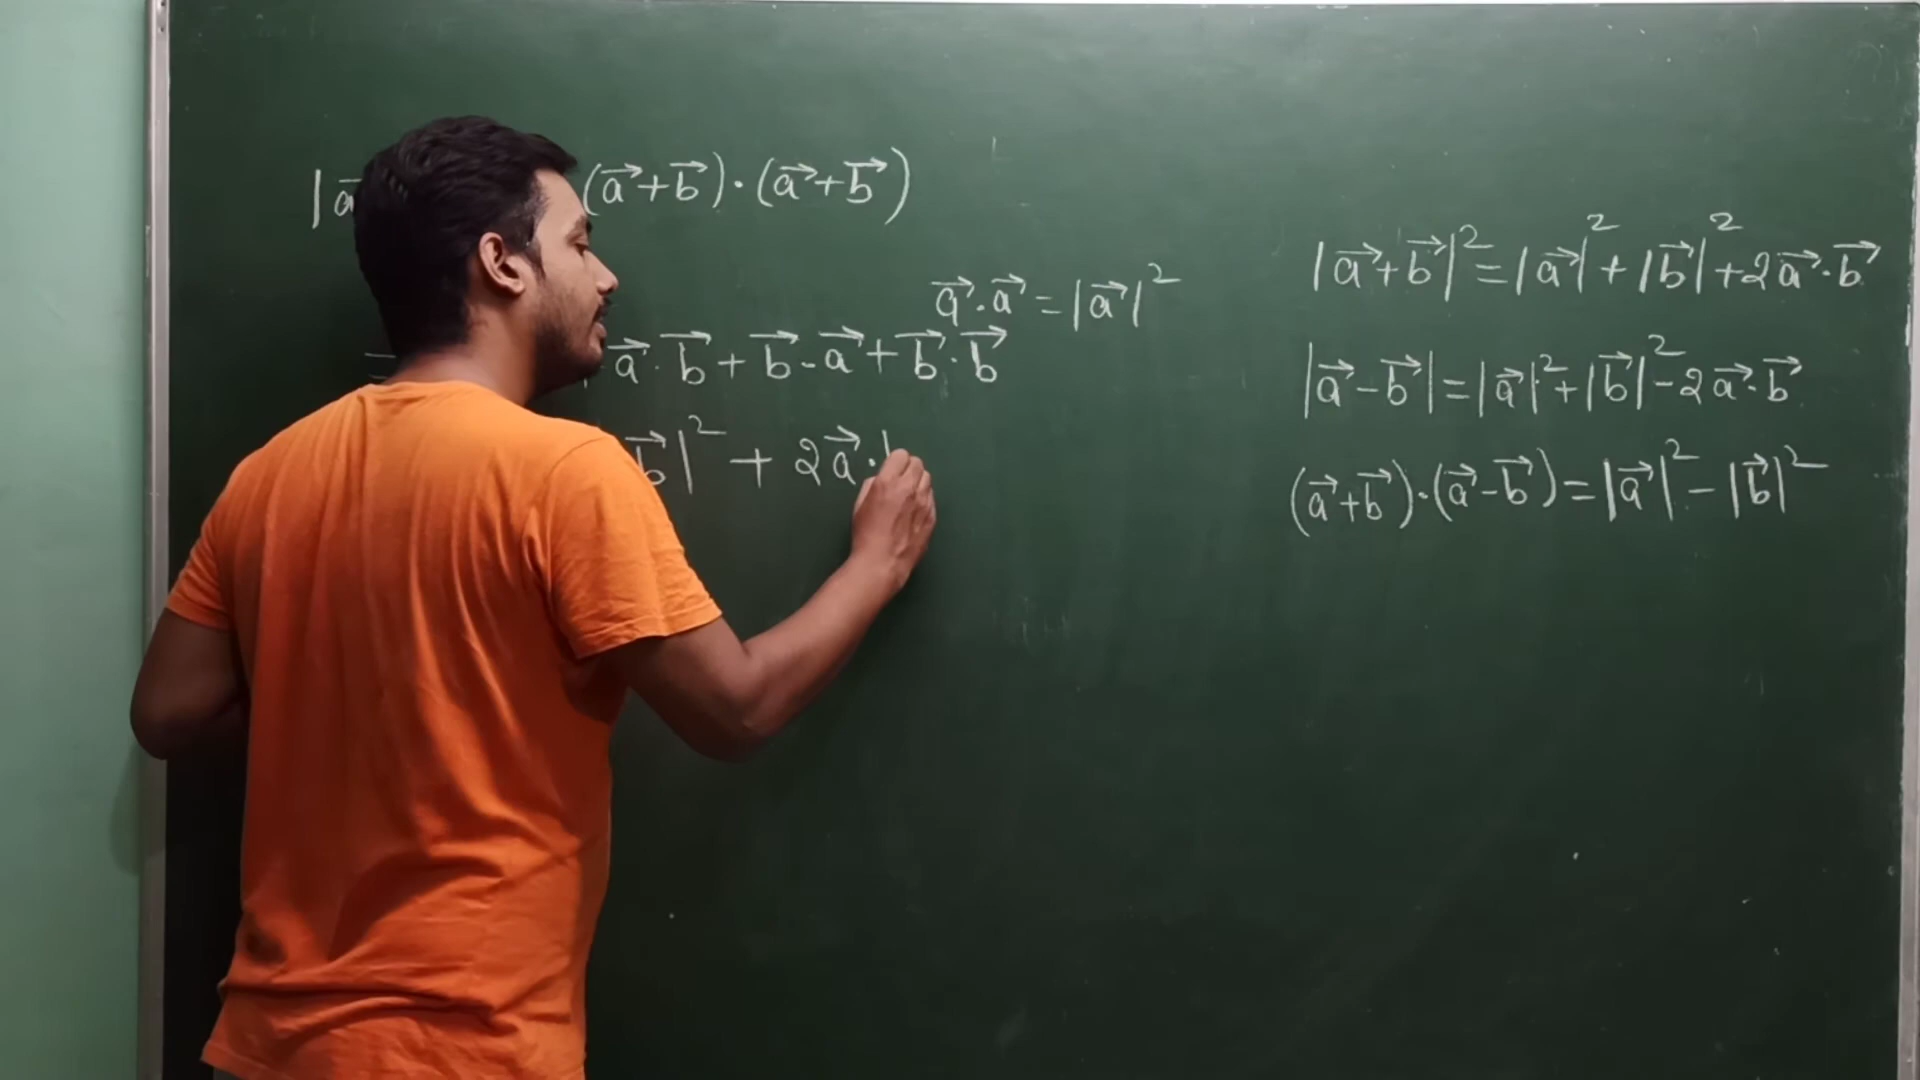 |a⃗ (a⃗+b⃗)·(a⃗+b⃗)
a⃗·a⃗ = |a⃗|²
= a⃗·b⃗ + b⃗·a⃗ + b⃗·b⃗
b⃗|² + 2a⃗·
|a⃗+b⃗|² = |a⃗|² + |b⃗|² + 2a⃗·b⃗
|a⃗-b⃗| = |a⃗|² + |b⃗|² - 2a⃗·b⃗
(a⃗+b⃗)·(a⃗-b⃗) = |a⃗|² - |b⃗|²